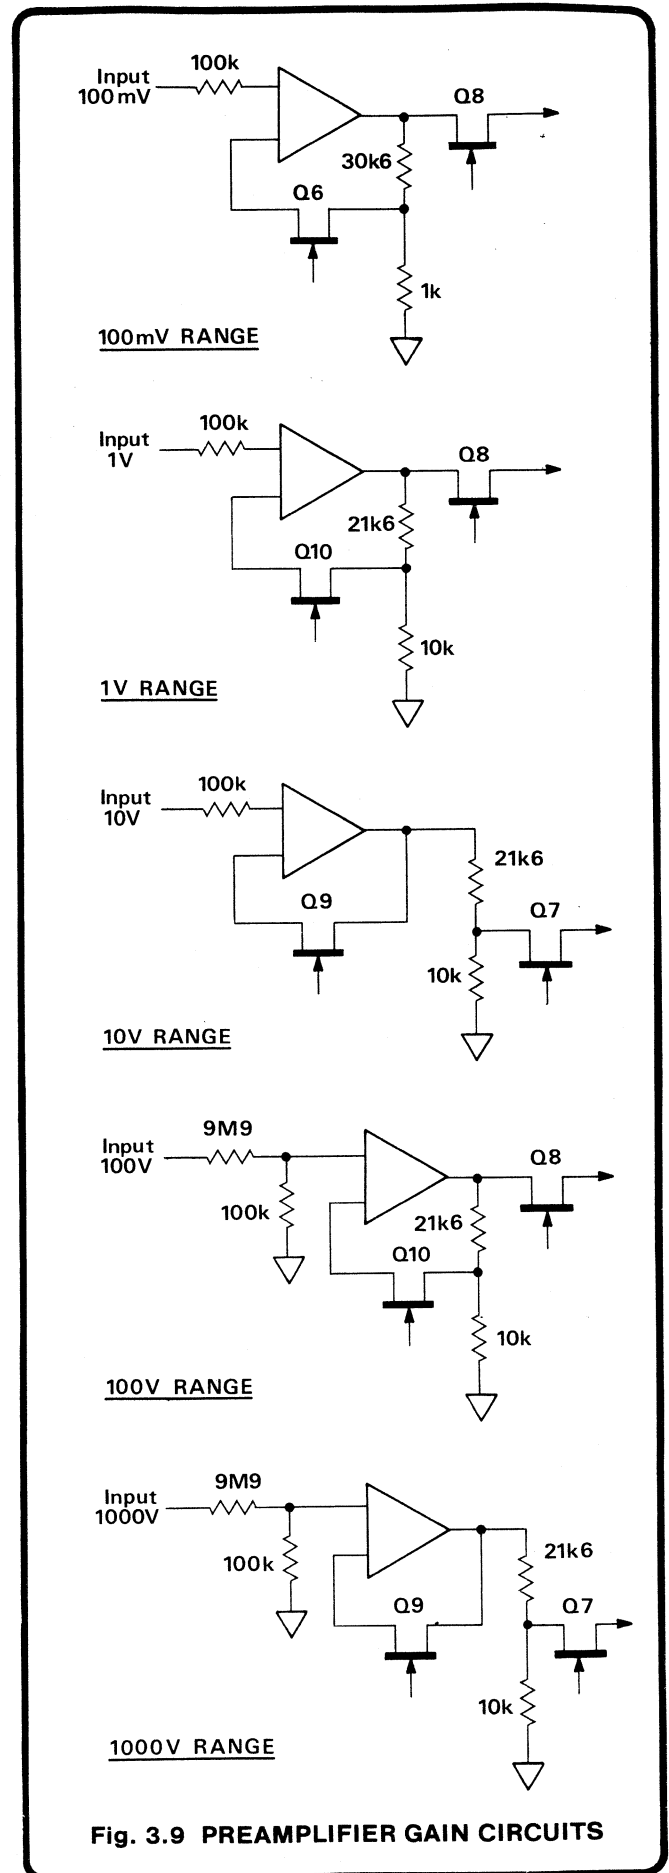 100k
Input
100mV
Q8
30k6
Q6
1k
100mV RANGE
100k
Input
1V
Q8
21k6
Q10
10k
1V RANGE
100k
Input
10V
21k6
Q9
Q7
10k
10V RANGE
9M9
Input
100V
Q8
100k
21k6
Q10
10k
100V RANGE
9M9
Input
1000V
21k6
100k
Q9
Q7
10k
1000V RANGE
Fig. 3.9 PREAMPLIFIER GAIN CIRCUITS